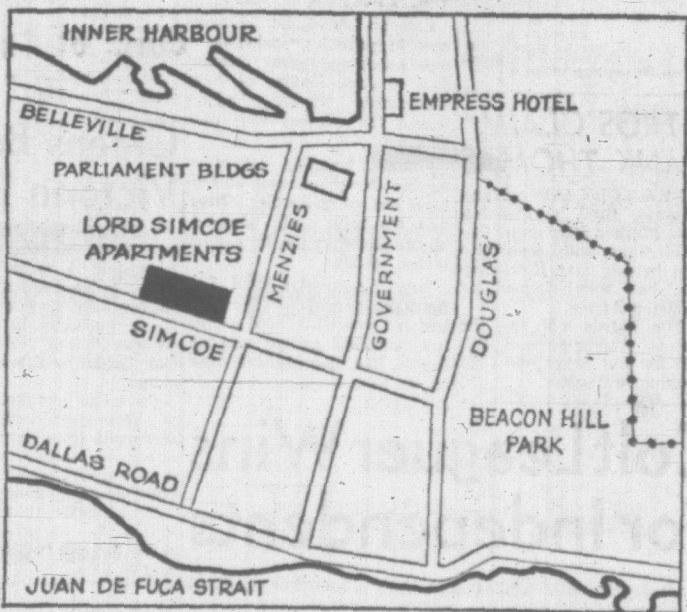 INNER HARBOUR
EMPRESS HOTEL
BELLEVILLE
PARLIAMENT BLDGS
LORD SIMCOE
APARTMENTS
MENZIES
GOVERNMENT
DOUGLAS
SIMCOE
BEACON HILL
PARK
DALLAS ROAD
JUAN DE FUCA STRAIT